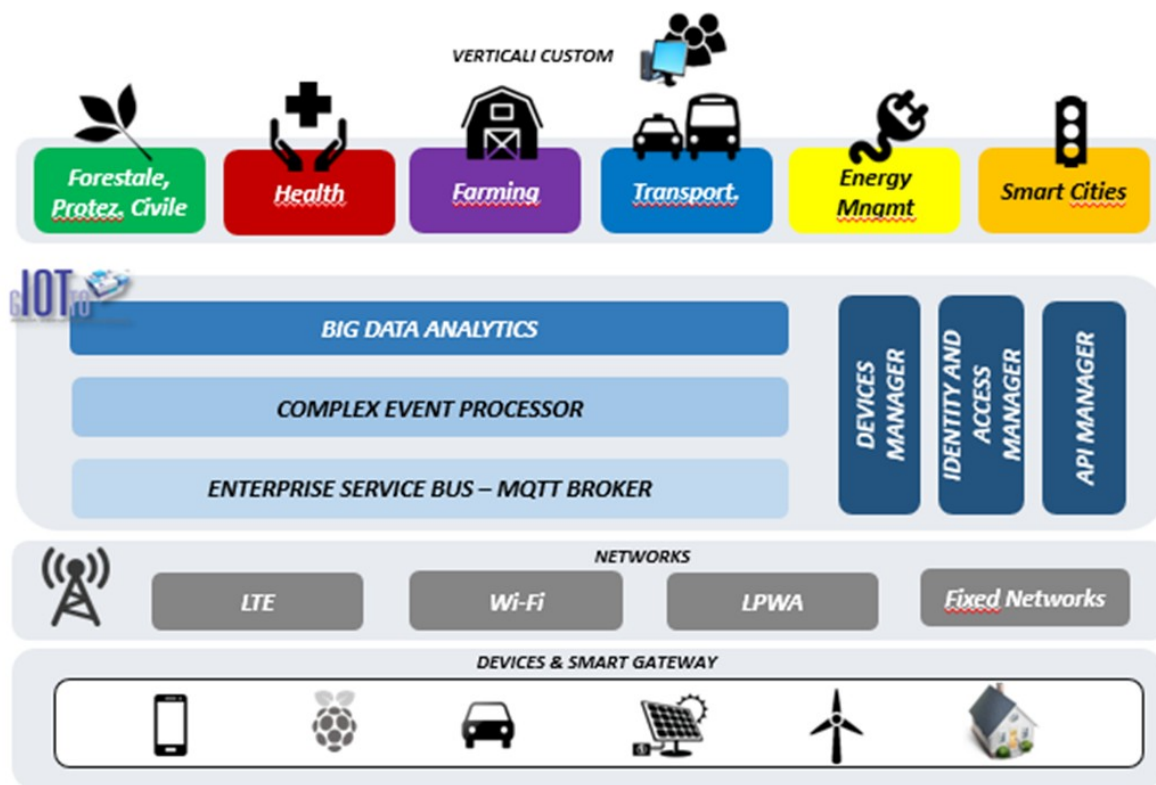 VERTICALI CUSTOM
Forestale,
Protez. Civile
Health
Farming
Transport.
Energy
Mnqmt
Smart Cities
gIOTTO
BIG DATA ANALYTICS
COMPLEX EVENT PROCESSOR
ENTERPRISE SERVICE BUS – MQTT BROKER
DEVICES
MANAGER
IDENTITY AND
ACCESS
MANAGER
API MANAGER
NETWORKS
LTE
Wi-Fi
LPWA
Fixed Networks
DEVICES & SMART GATEWAY